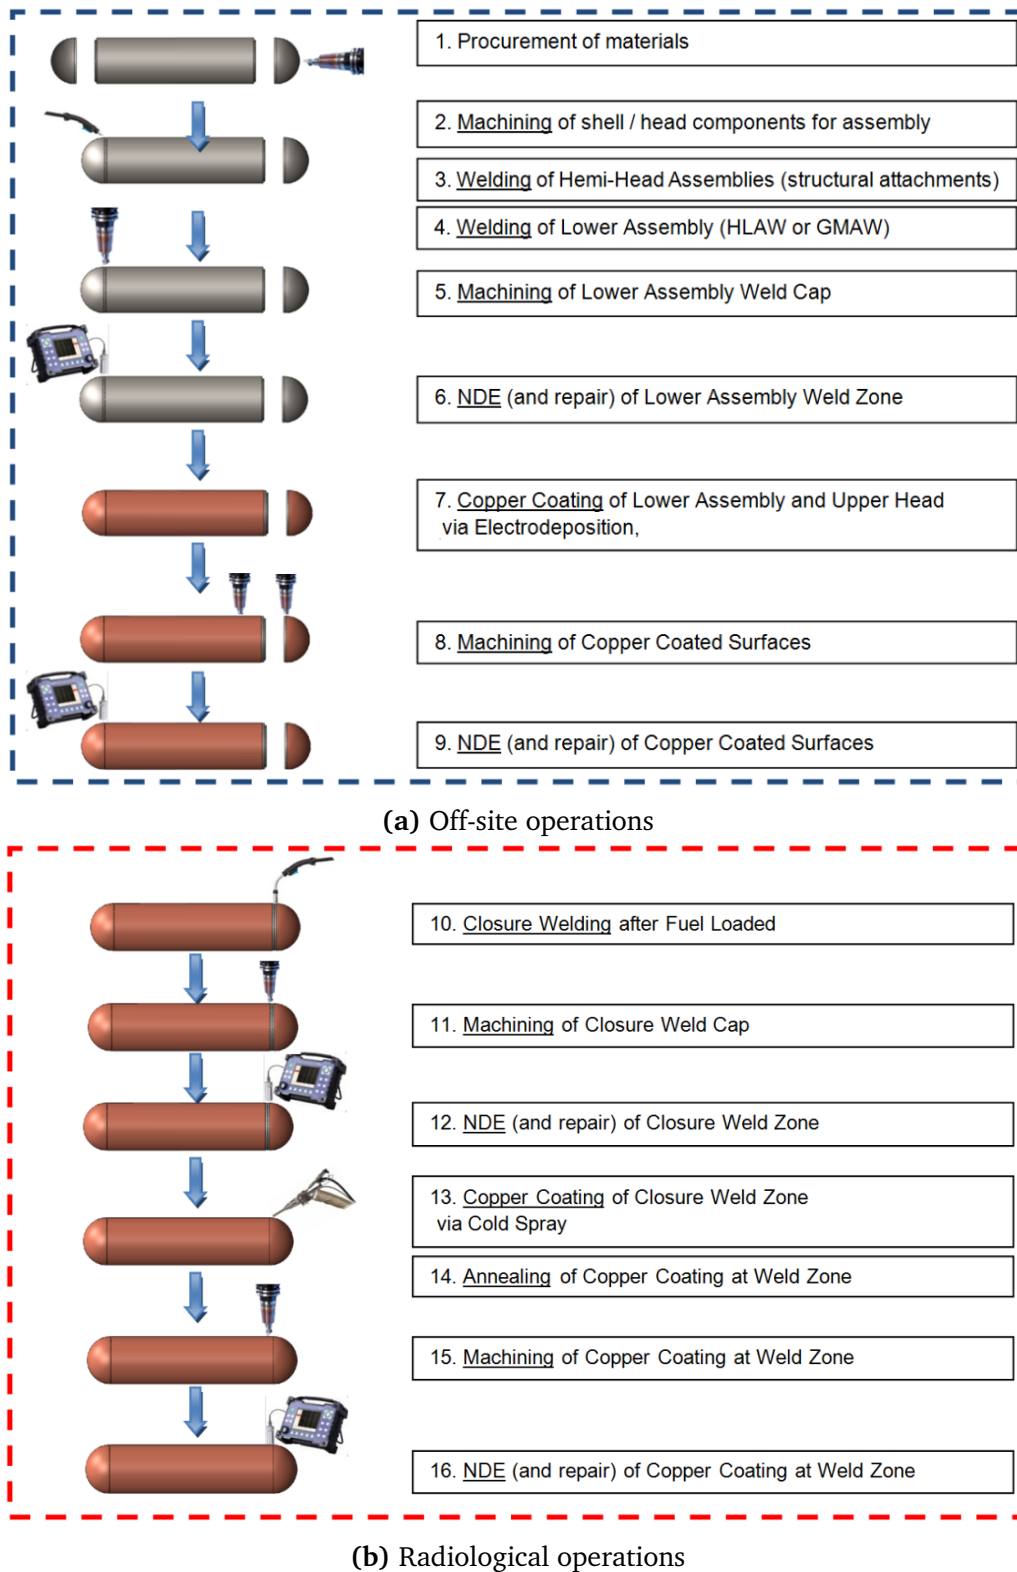 1. Procurement of materials
2. Machining of shell / head components for assembly
3. Welding of Hemi-Head Assemblies (structural attachments)
4. Welding of Lower Assembly (HLAW or GMAW)
5. Machining of Lower Assembly Weld Cap
6. NDE (and repair) of Lower Assembly Weld Zone
7. Copper Coating of Lower Assembly and Upper Head
via Electrodeposition,
8. Machining of Copper Coated Surfaces
9. NDE (and repair) of Copper Coated Surfaces
(a) Off-site operations
10. Closure Welding after Fuel Loaded
11. Machining of Closure Weld Cap
12. NDE (and repair) of Closure Weld Zone
13. Copper Coating of Closure Weld Zone
via Cold Spray
14. Annealing of Copper Coating at Weld Zone
15. Machining of Copper Coating at Weld Zone
16. NDE (and repair) of Copper Coating at Weld Zone
(b) Radiological operations